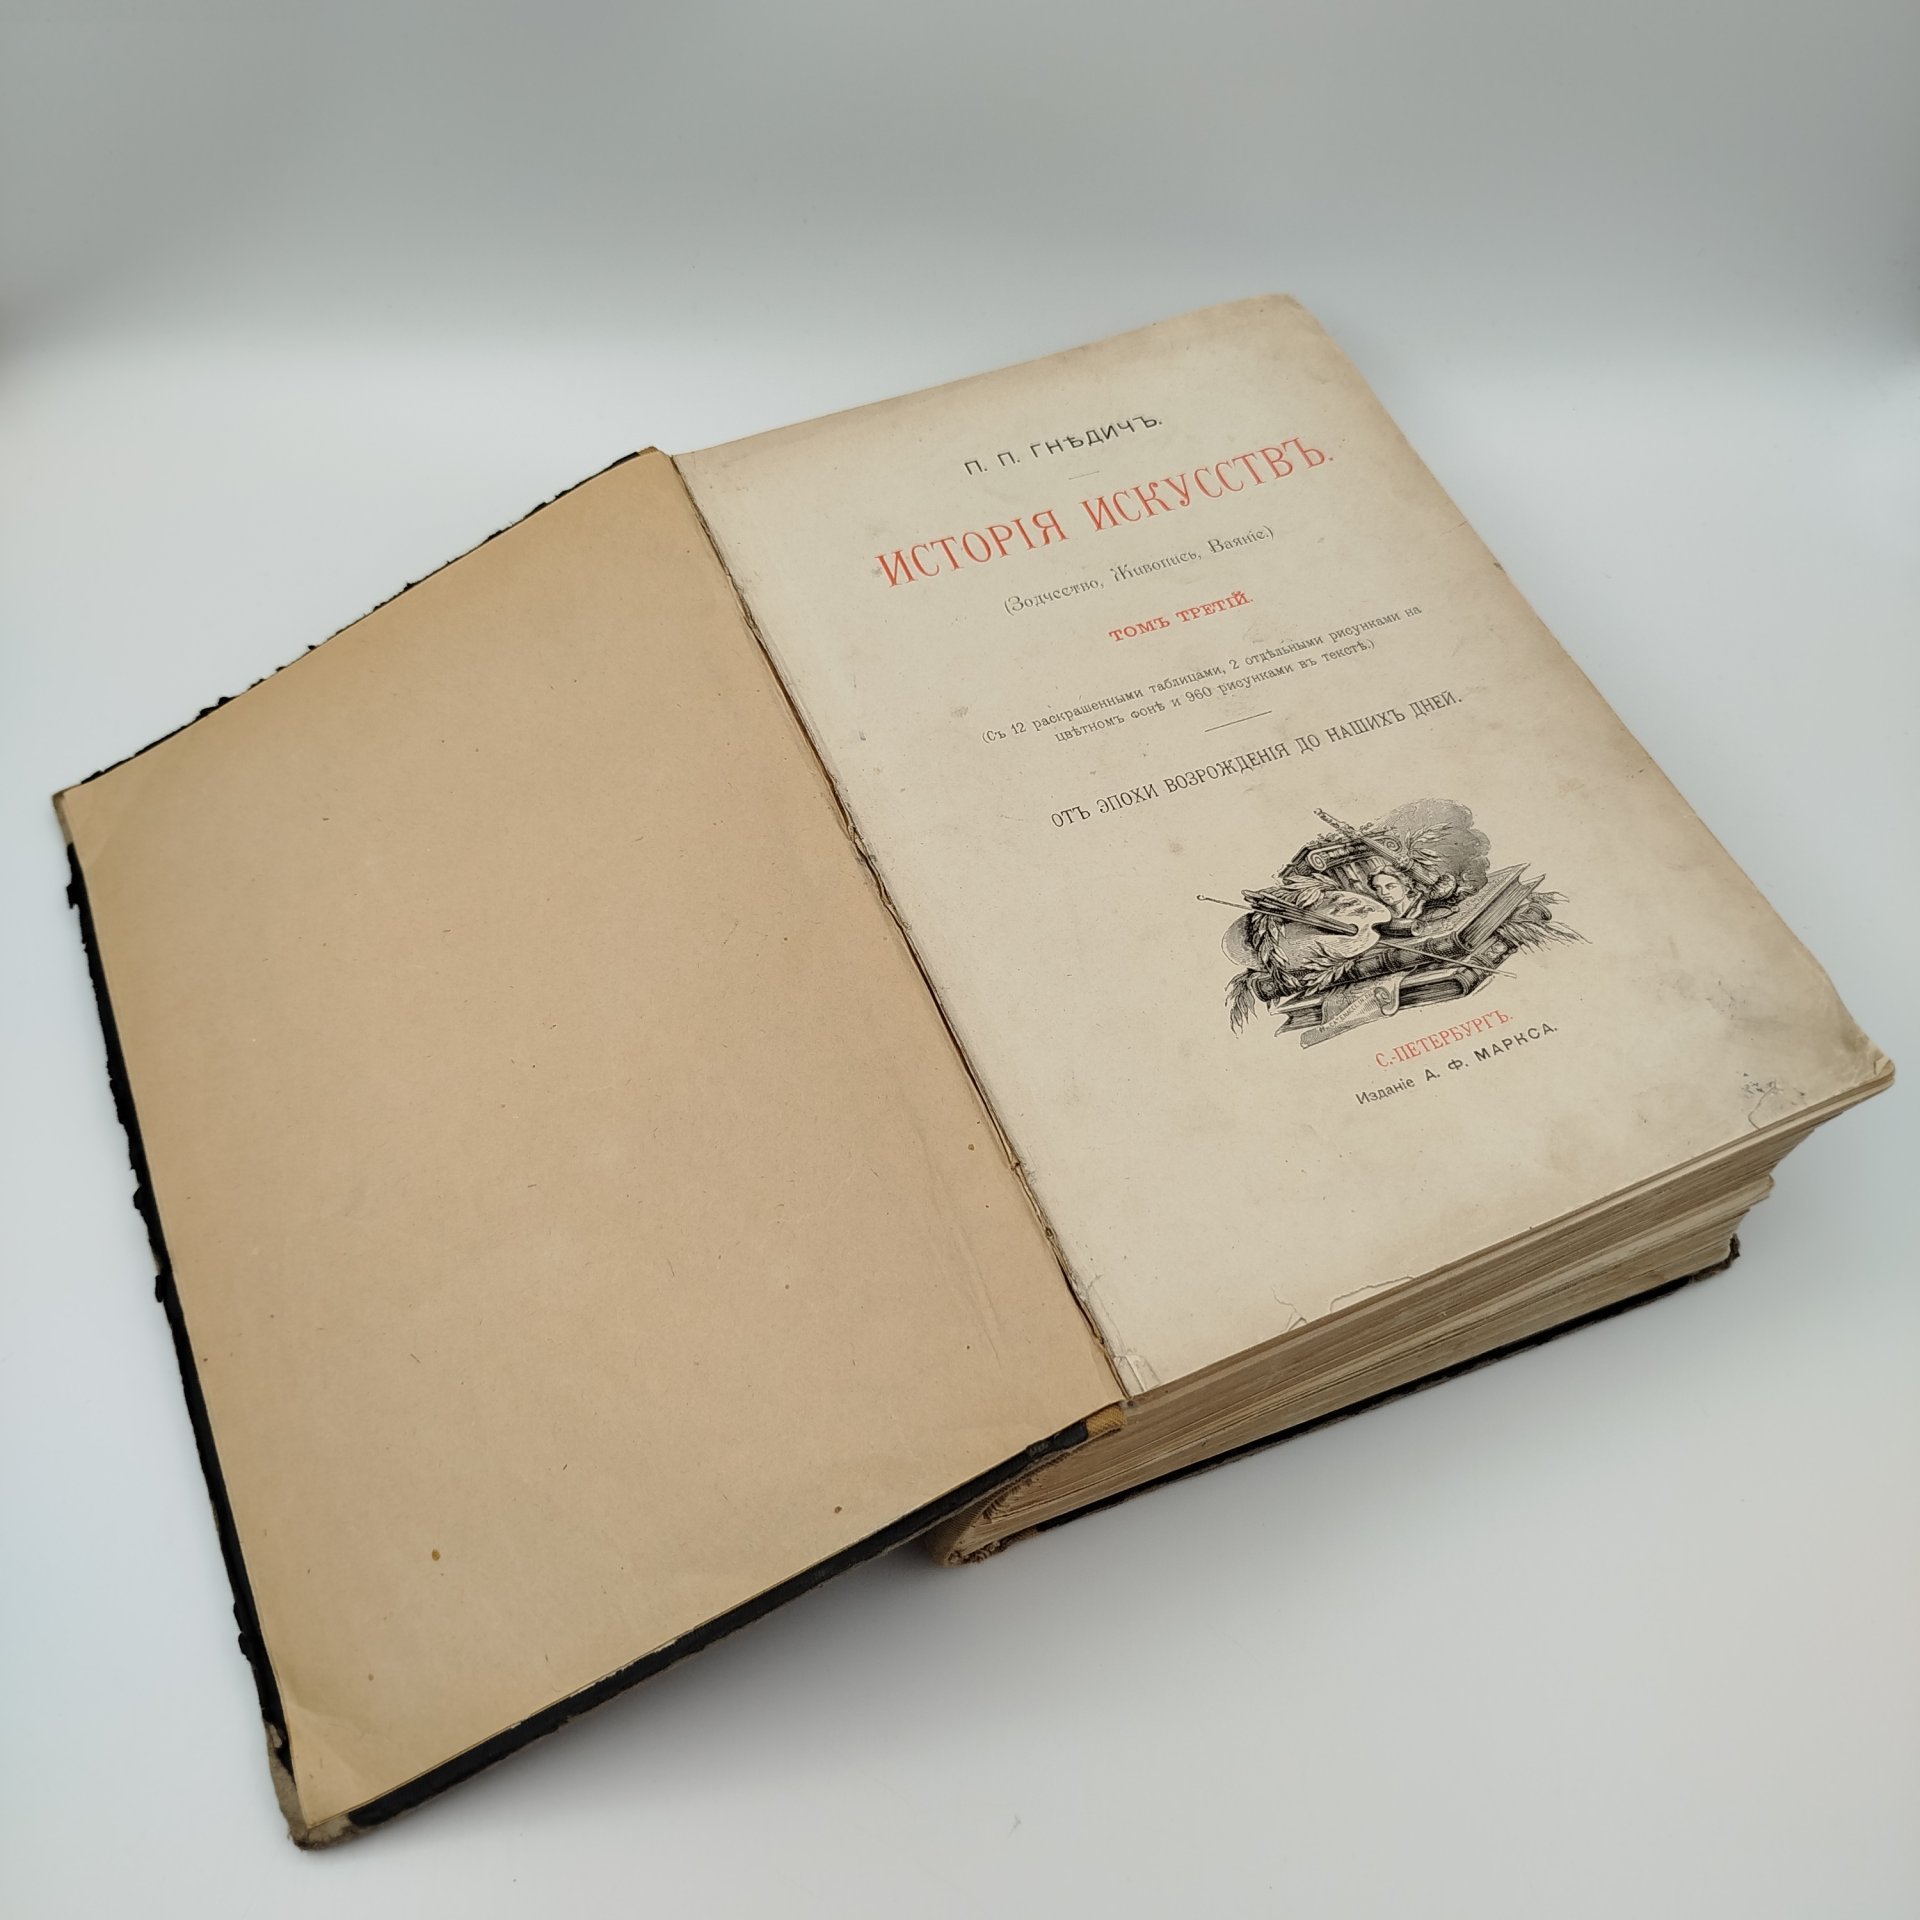 П. П. ГНѢДИЧЪ.
ИСТОРІЯ ИСКУССТВЪ.
(Зодчество, Живопись, Ваяніе.)
ТОМЪ ТРЕТІЙ.
(Съ 12 раскрашенными таблицами, 2 отдѣльными рисунками на
цвѣтномъ фонѣ и 960 рисунками въ текстѣ.)
ОТЪ ЭПОХИ ВОЗРОЖДЕНІЯ ДО НАШИХЪ ДНЕЙ.
С.-ПЕТЕРБУРГЪ.
Изданіе А. Ф. МАРКСА.